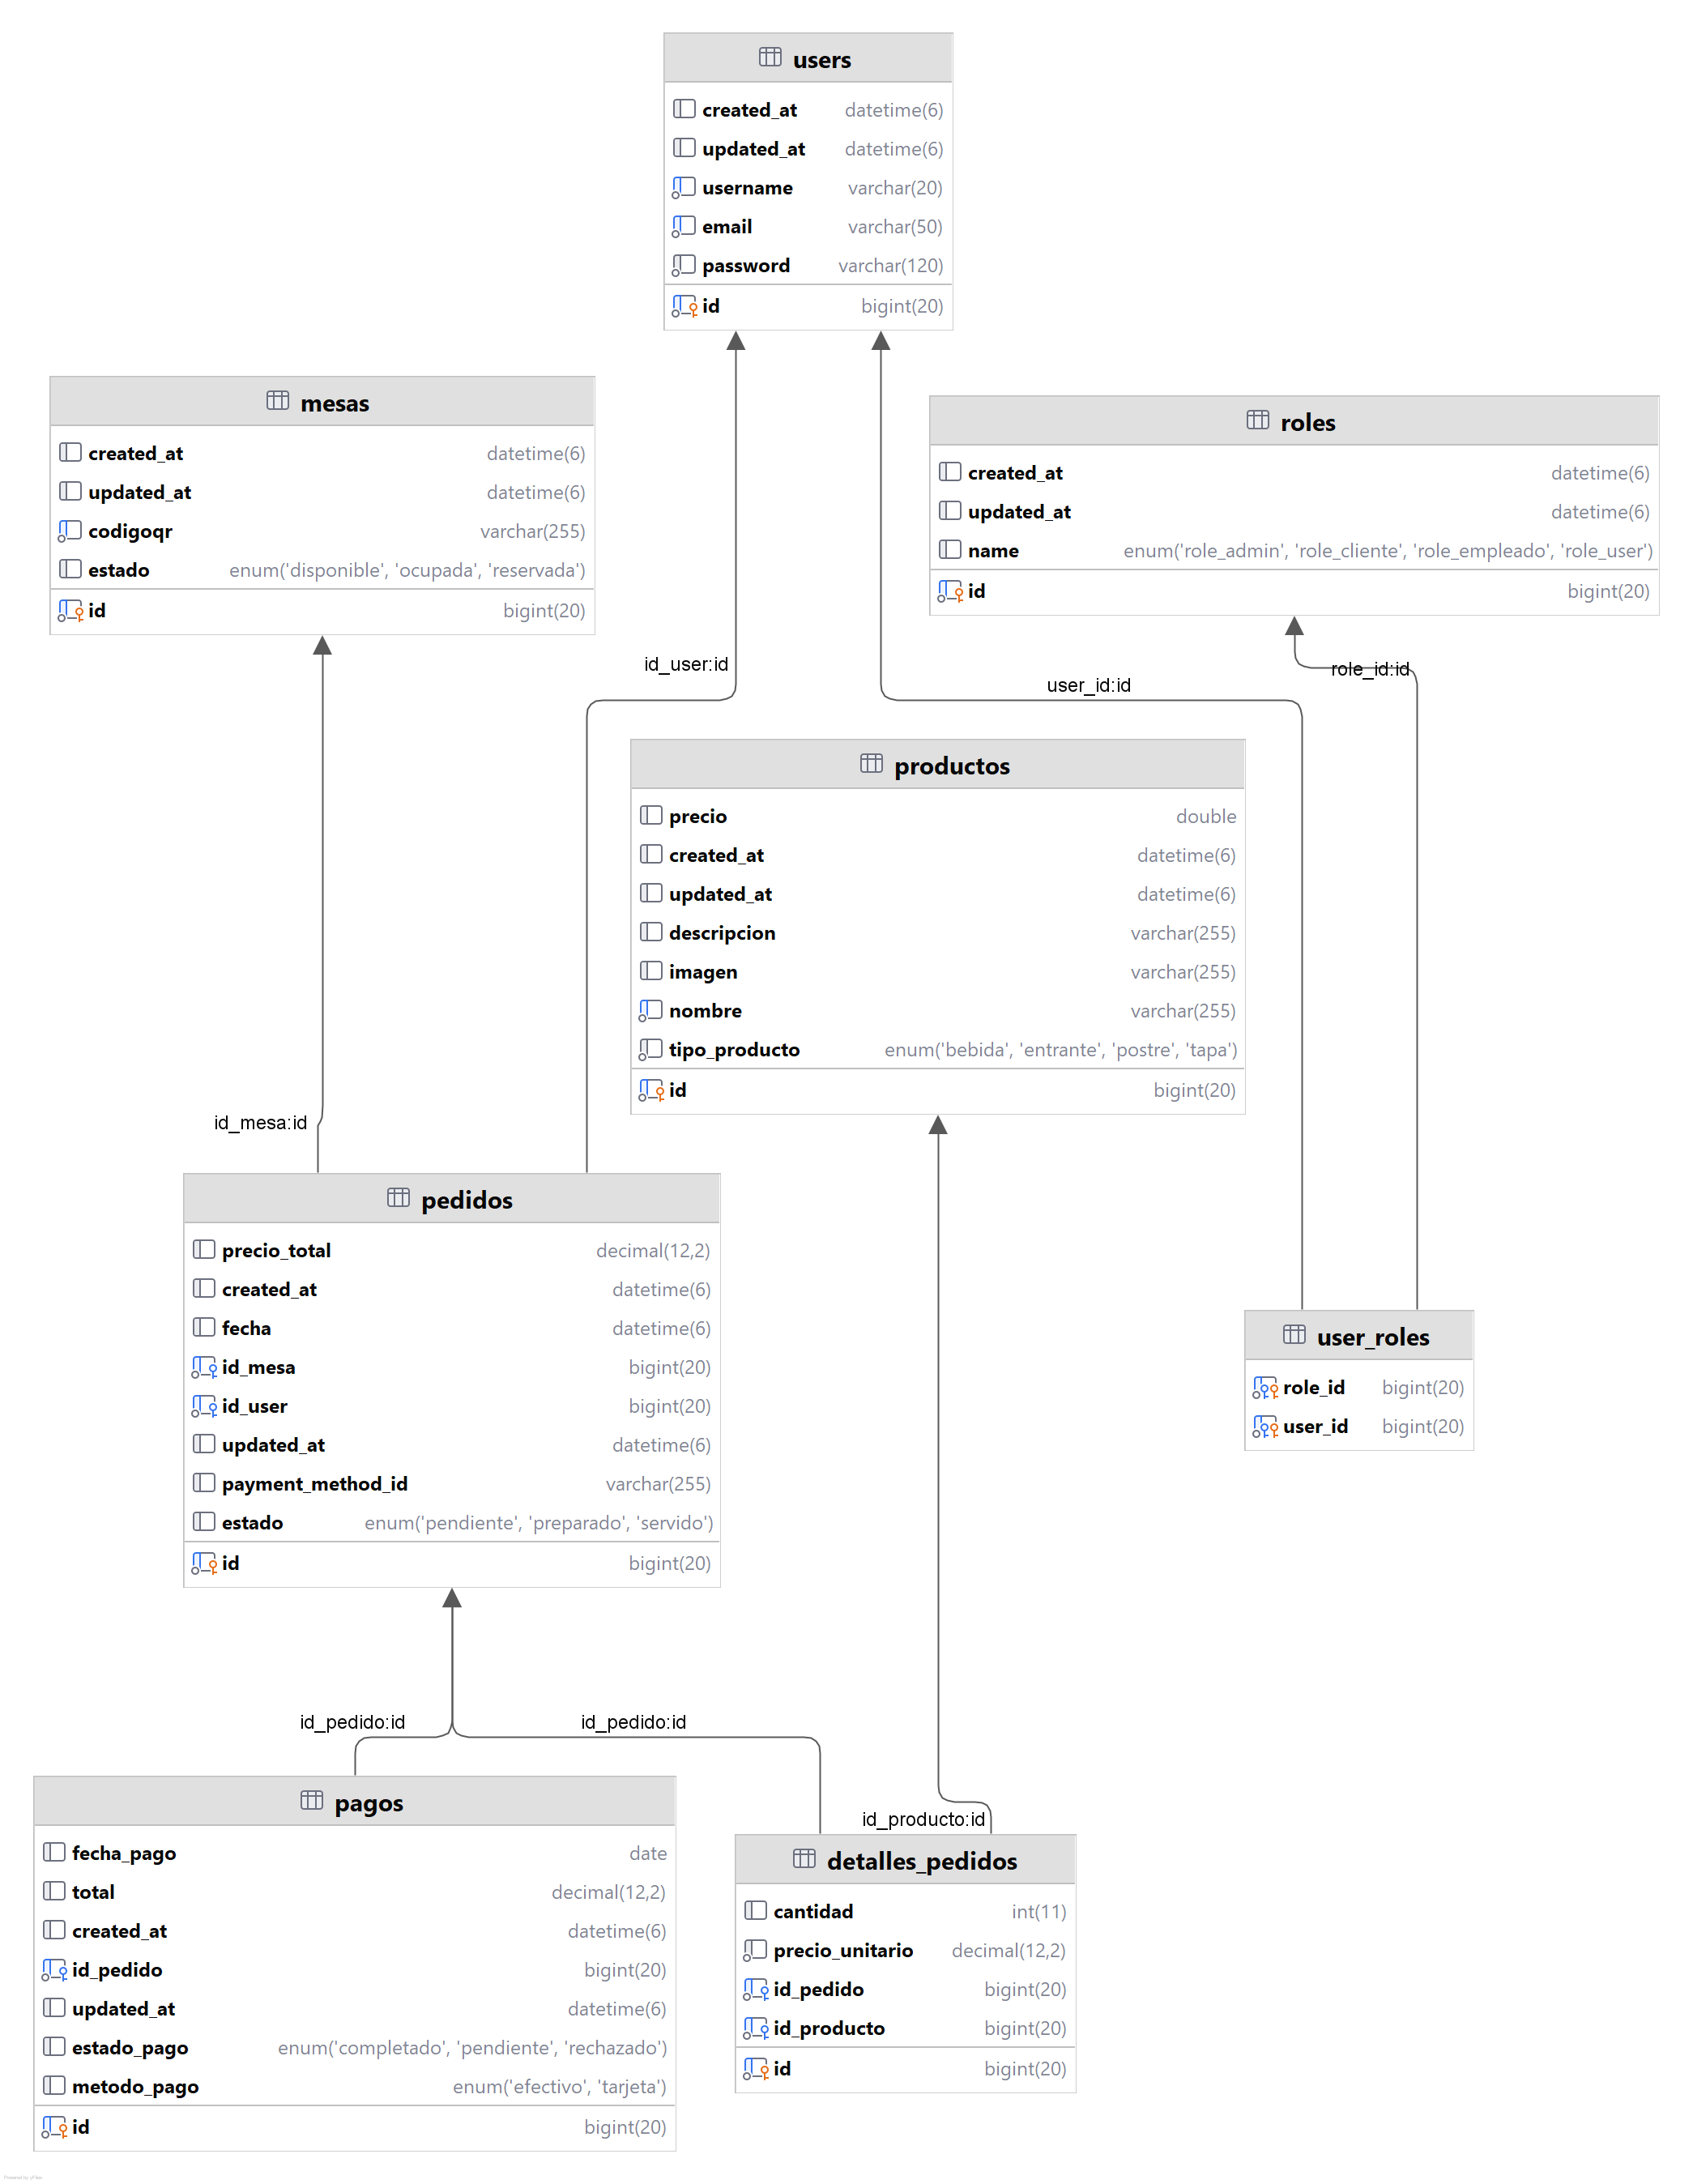 users
created_at datetime(6)
updated_at datetime(6)
username varchar(20)
email varchar(50)
password varchar(120)
id bigint(20)
mesas
created_at datetime(6)
updated_at datetime(6)
codigoqr varchar(255)
estado enum('disponible', 'ocupada', 'reservada')
id bigint(20)
roles
created_at datetime(6)
updated_at datetime(6)
name enum('role_admin', 'role_cliente', 'role_empleado', 'role_user')
id bigint(20)
id_user:id
user_id:id
role_id:id
productos
precio double
created_at datetime(6)
updated_at datetime(6)
descripcion varchar(255)
imagen varchar(255)
nombre varchar(255)
tipo_producto enum('bebida', 'entrante', 'postre', 'tapa')
id bigint(20)
id_mesa:id
pedidos
precio_total decimal(12,2)
created_at datetime(6)
fecha datetime(6)
id_mesa bigint(20)
id_user bigint(20)
updated_at datetime(6)
payment_method_id varchar(255)
estado enum('pendiente', 'preparado', 'servido')
id bigint(20)
user_roles
role_id bigint(20)
user_id bigint(20)
id_pedido:id
id_pedido:id
id_producto:id
pagos
fecha_pago date
total decimal(12,2)
created_at datetime(6)
id_pedido bigint(20)
updated_at datetime(6)
estado_pago enum('completado', 'pendiente', 'rechazado')
metodo_pago enum('efectivo', 'tarjeta')
id bigint(20)
detalles_pedidos
cantidad int(11)
precio_unitario decimal(12,2)
id_pedido bigint(20)
id_producto bigint(20)
id bigint(20)
Powered by yFiles